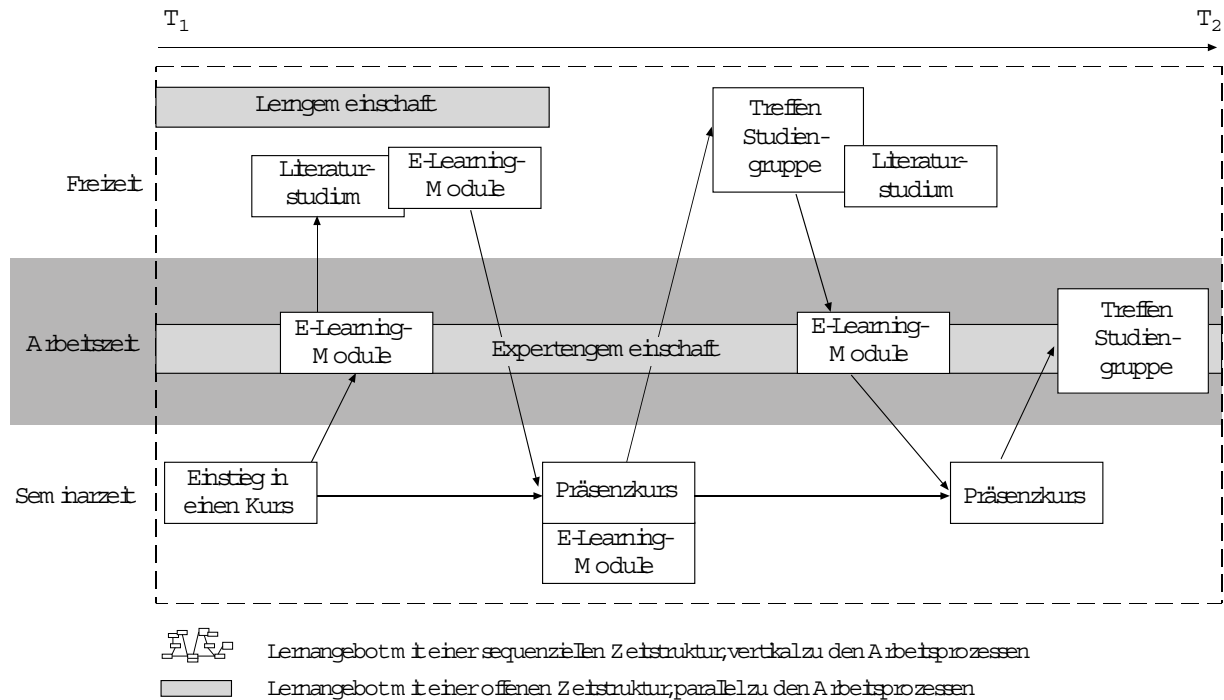 T1
T2
Lerngemeinschaft
Treffen
Studien-
gruppe
Literatur-
studium
E-Learning-
Module
Literatur-
studium
Freizeit
E-Learning-
Module
Expertengemeinschaft
E-Learning-
Module
Treffen
Studien-
gruppe
Arbeitszeit
Einstieg in
einen Kurs
Präsenzkurs
E-Learning-
Module
Präsenzkurs
Seminarzeit
Lernangebot mit einer sequenziellen Zeitstruktur, vertikal zu den Arbeitsprozessen
Lernangebot mit einer offenen Zeitstruktur, parallel zu den Arbeitsprozessen